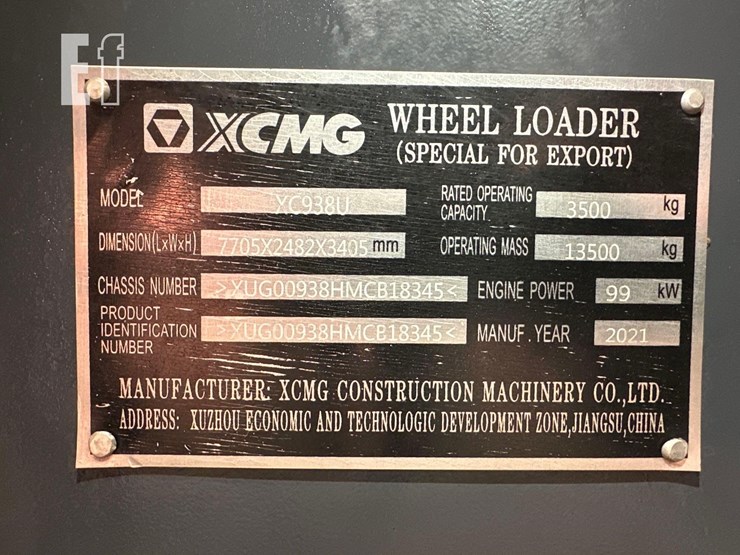 Ef
XCMG WHEEL LOADER
(SPECIAL FOR EXPORT)
MODEL XC938U
RATED OPERATING CAPACITY 3500 kg
DIMENSION(L×W×H) 7705X2482X3405 mm
OPERATING MASS 13500 kg
CHASSIS NUMBER >XUG00938HMCB18345<
ENGINE POWER 99 kW
PRODUCT IDENTIFICATION NUMBER >XUG00938HMCB18345<
MANUF. YEAR 2021
MANUFACTURER: XCMG CONSTRUCTION MACHINERY CO.,LTD.
ADDRESS: XUZHOU ECONOMIC AND TECHNOLOGIC DEVELOPMENT ZONE,JIANGSU,CHINA